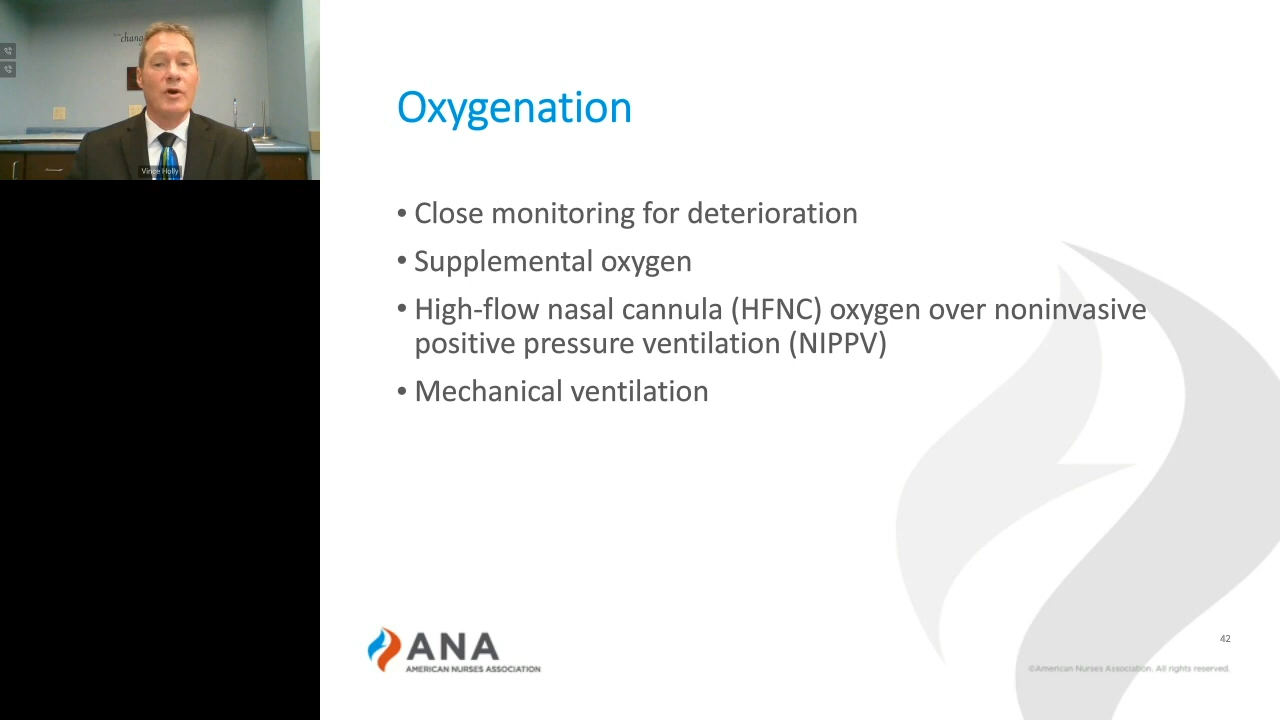 chang
Vince Holly
Oxygenation
• Close monitoring for deterioration
• Supplemental oxygen
• High-flow nasal cannula (HFNC) oxygen over noninvasive
positive pressure ventilation (NIPPV)
• Mechanical ventilation
ANA
AMERICAN NURSES ASSOCIATION
42
©American Nurses Association. All rights reserved.